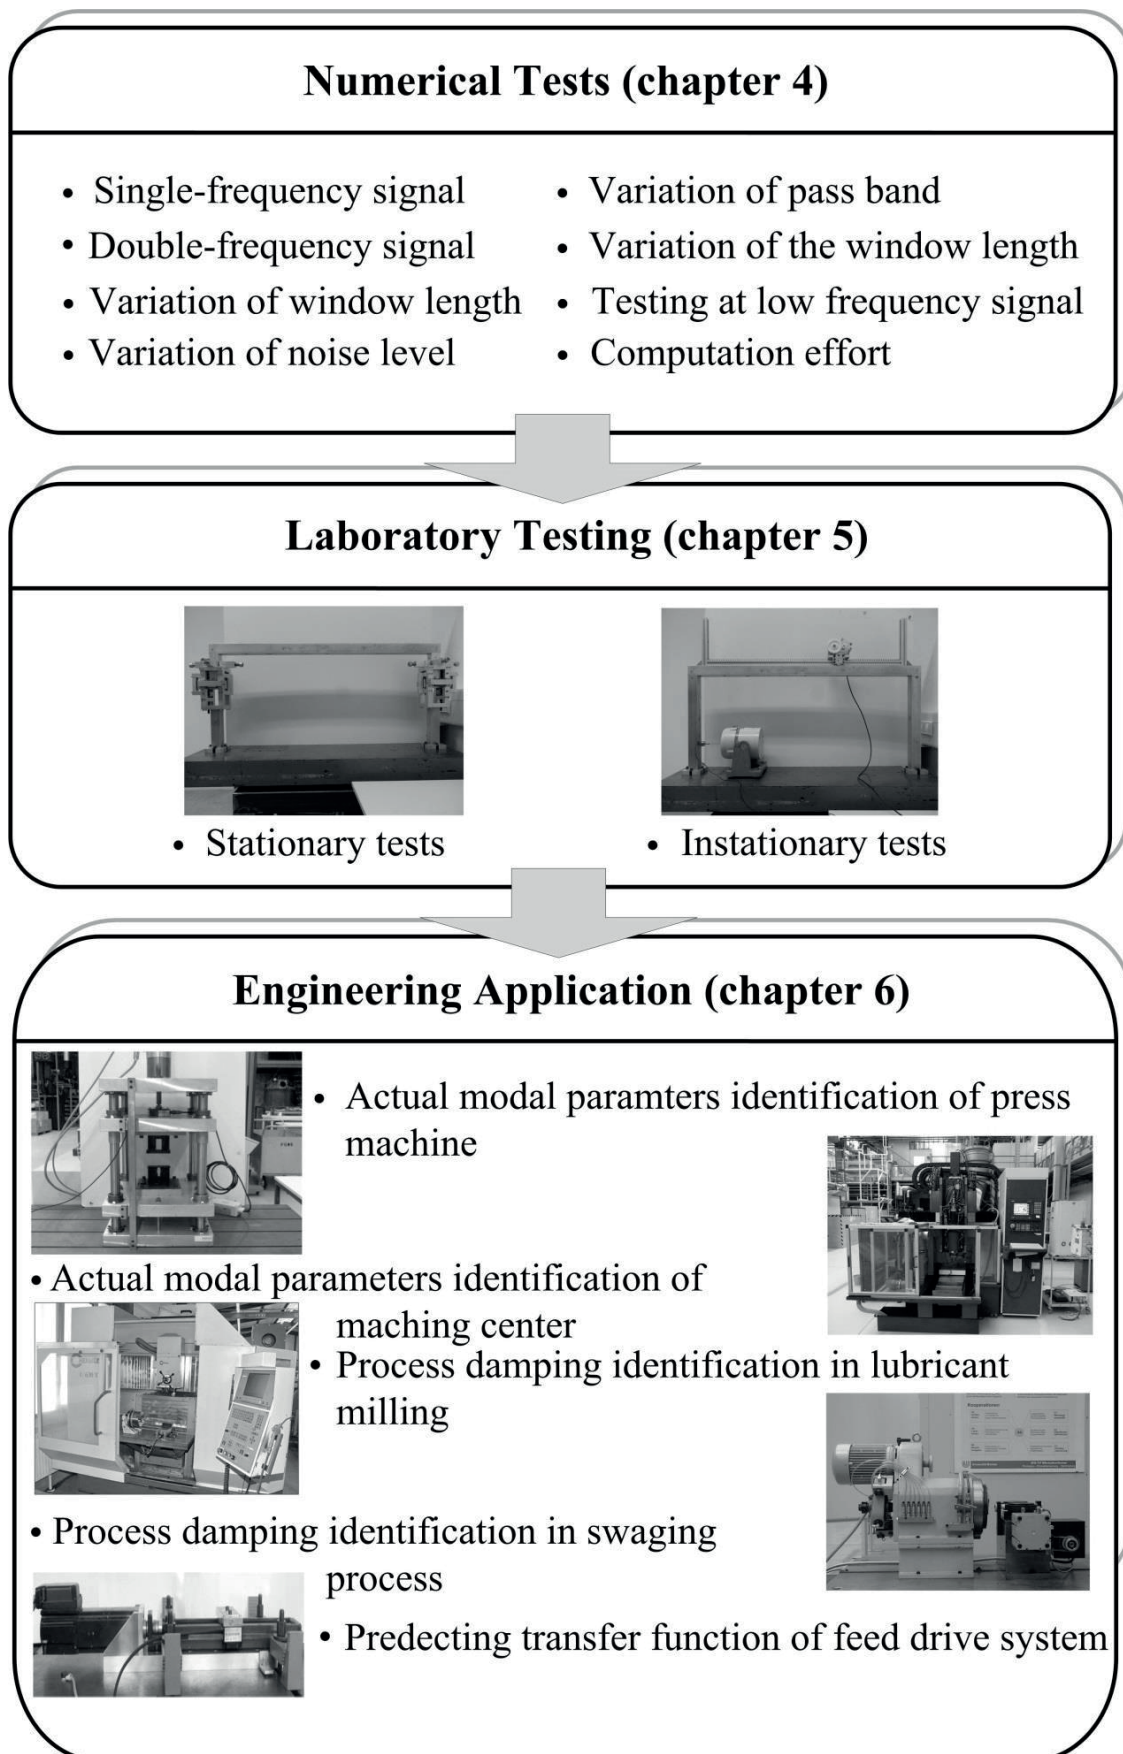 Numerical Tests (chapter 4)
• Single-frequency signal
• Double-frequency signal
• Variation of window length
• Variation of noise level
• Variation of pass band
• Variation of the window length
• Testing at low frequency signal
• Computation effort
Laboratory Testing (chapter 5)
• Stationary tests
• Instationary tests
Engineering Application (chapter 6)
• Actual modal paramters identification of press
machine
• Actual modal parameters identification of
maching center
• Process damping identification in lubricant
milling
• Process damping identification in swaging
process
• Predecting transfer function of feed drive system